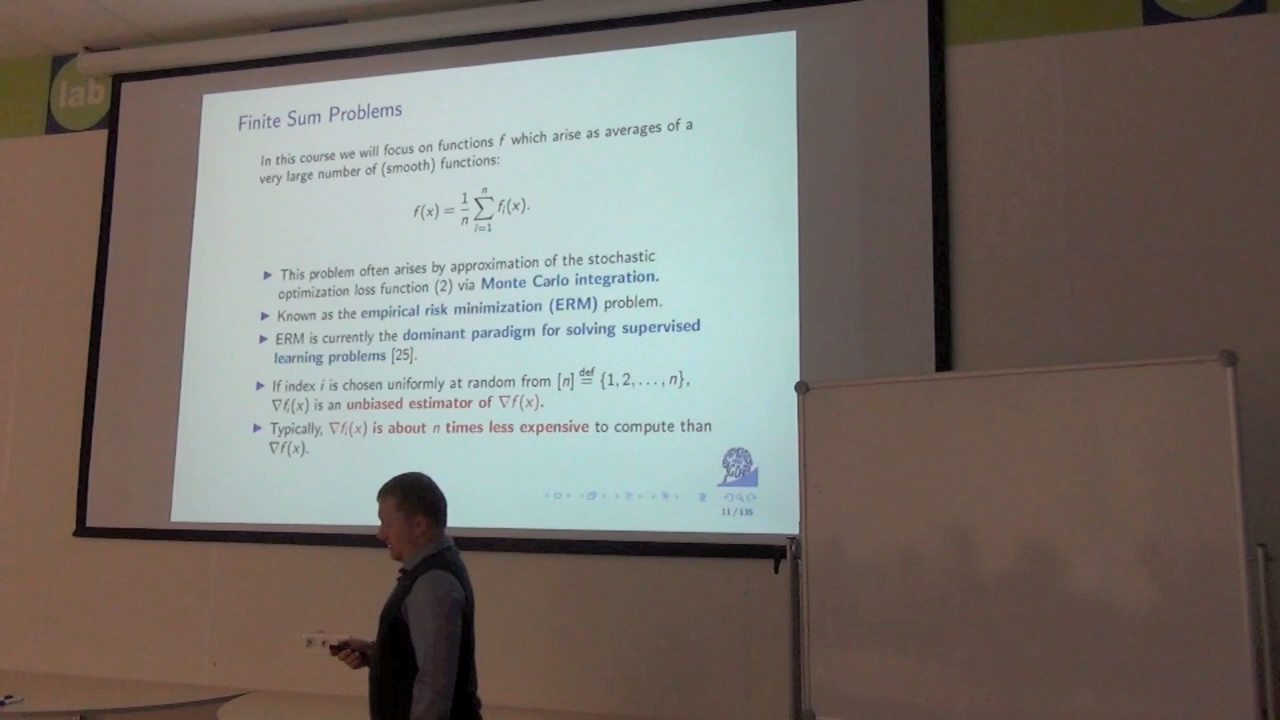 lab
Finite Sum Problems
In this course we will focus on functions f which arise as averages of a
very large number of (smooth) functions:
f(x) = \frac{1}{n} \sum_{i=1}^{n} f_i(x).
▶ This problem often arises by approximation of the stochastic
optimization loss function (2) via Monte Carlo integration.
▶ Known as the empirical risk minimization (ERM) problem.
▶ ERM is currently the dominant paradigm for solving supervised
learning problems [25].
▶ If index i is chosen uniformly at random from [n] \overset{def}{=} {1, 2, . . . , n},
∇f_i(x) is an unbiased estimator of ∇f(x).
▶ Typically, ∇f_i(x) is about n times less expensive to compute than
∇f(x).
11 / 135